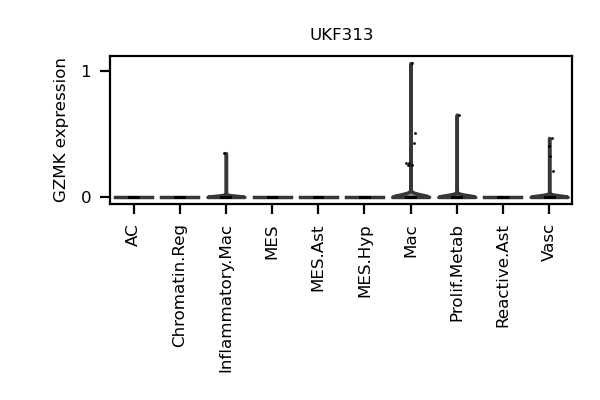 UKF313
GZMK expression
1
0
AC
Chromatin.Reg
Inflammatory.Mac
MES
MES.Ast
MES.Hyp
Mac
Prolif.Metab
Reactive.Ast
Vasc